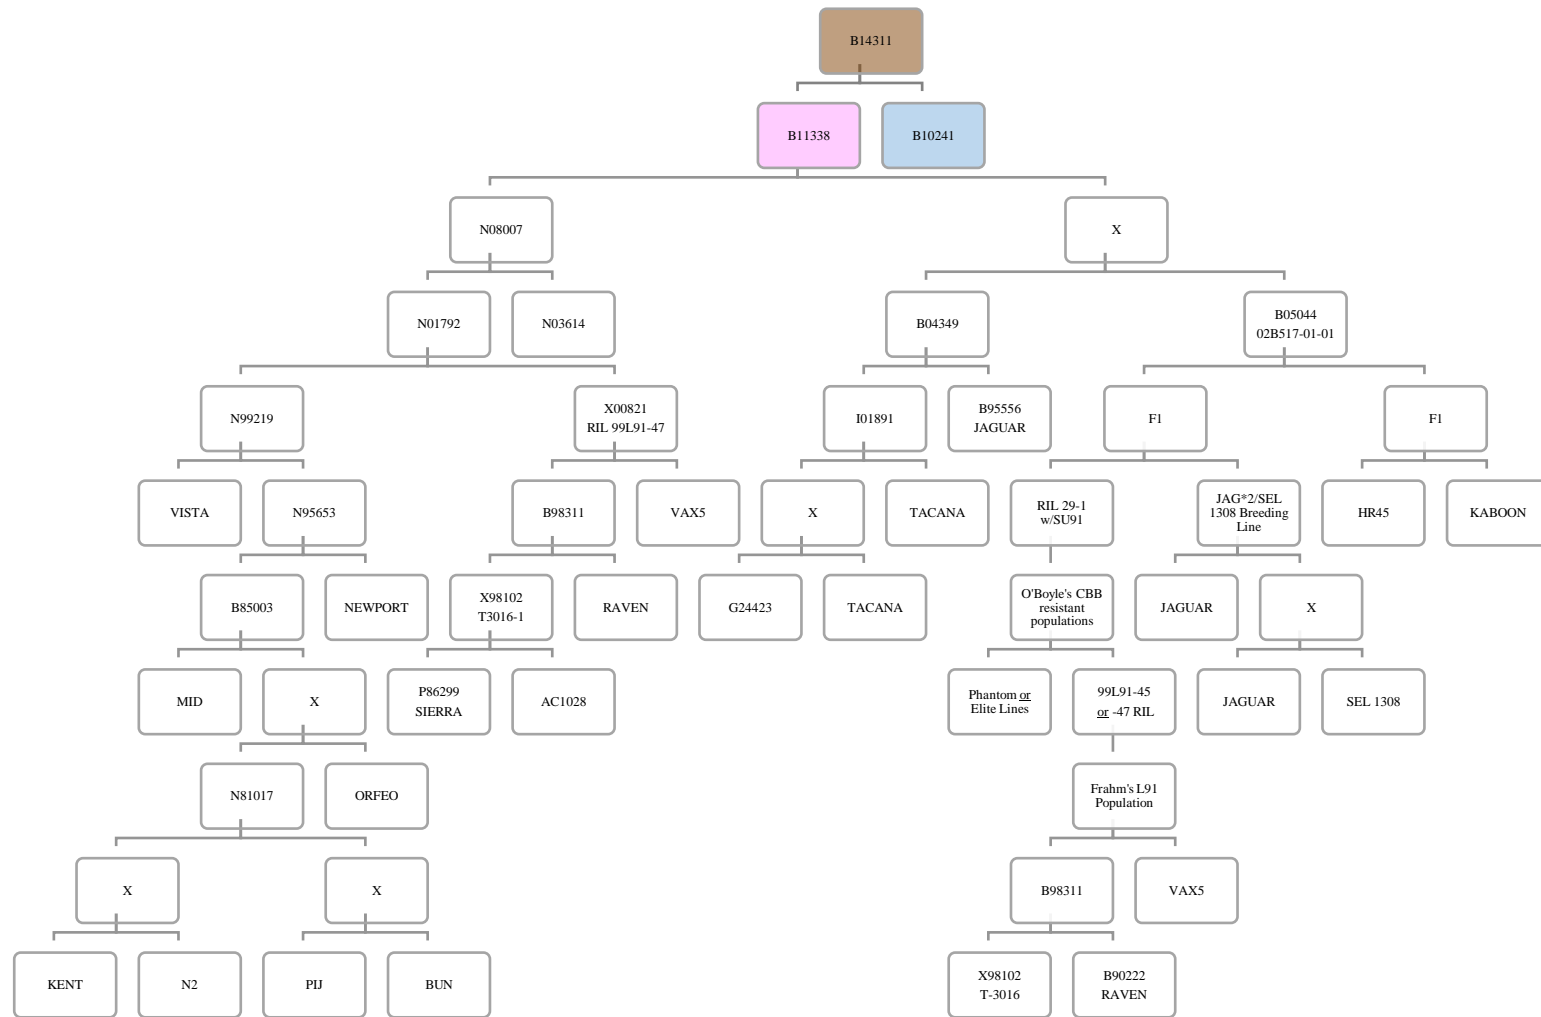 B14311
B11338
B10241
N08007
X
N01792
N03614
B04349
B05044
02B517-01-01
N99219
X00821
RIL 99L91-47
I01891
B95556
JAGUAR
F1
F1
VISTA
N95653
B98311
VAX5
X
TACANA
RIL 29-1
w/SU91
JAG*2/SEL
1308 Breeding
Line
HR45
KABOON
B85003
NEWPORT
X98102
T3016-1
RAVEN
G24423
TACANA
O'Boyle's CBB
resistant
populations
JAGUAR
X
MID
X
P86299
SIERRA
AC1028
Phantom or
Elite Lines
99L91-45
or -47 RIL
JAGUAR
SEL 1308
N81017
ORFEO
Frahm's L91
Population
X
X
B98311
VAX5
KENT
N2
PIJ
BUN
X98102
T-3016
B90222
RAVEN